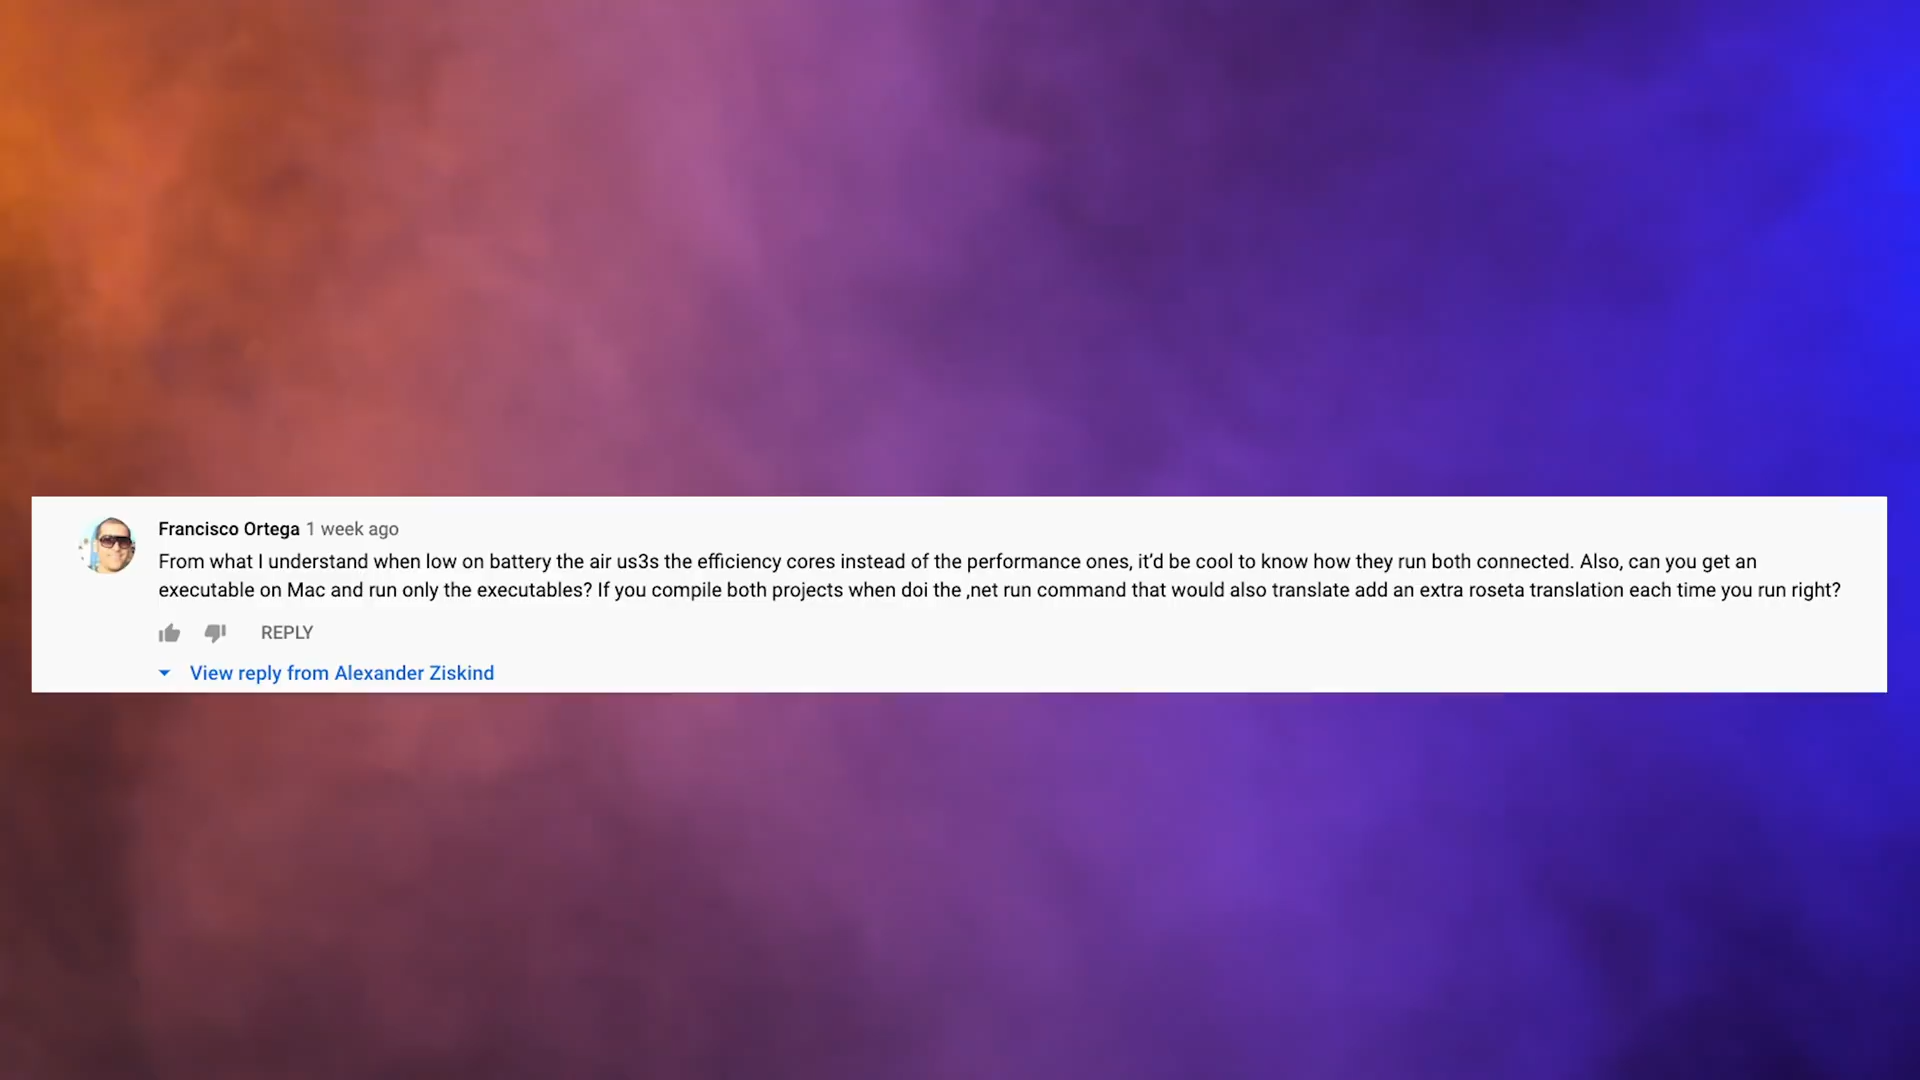 Francisco Ortega 1 week ago
From what I understand when low on battery the air us3s the efficiency cores instead of the performance ones, it’d be cool to know how they run both connected. Also, can you get an
executable on Mac and run only the executables? If you compile both projects when doi the ,net run command that would also translate add an extra roseta translation each time you run right?
REPLY
View reply from Alexander Ziskind